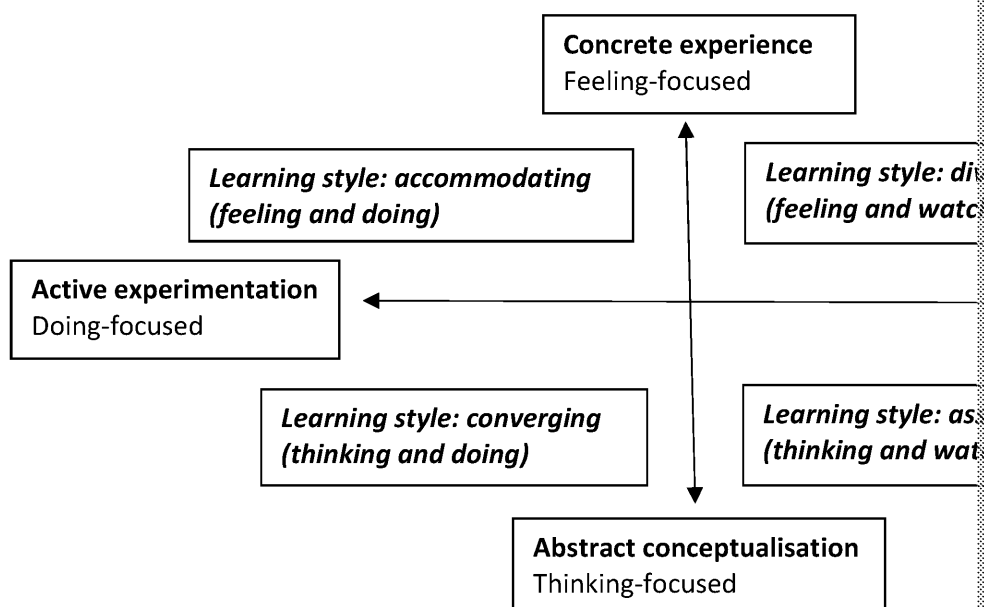 Concrete experience
Feeling-focused
Learning style: accommodating
(feeling and doing)
Learning style:
(feeling and
Active experimentation
Doing-focused
Learning style: converging
(thinking and doing)
Learning style:
(thinking and
Abstract conceptualisation
Thinking-focused